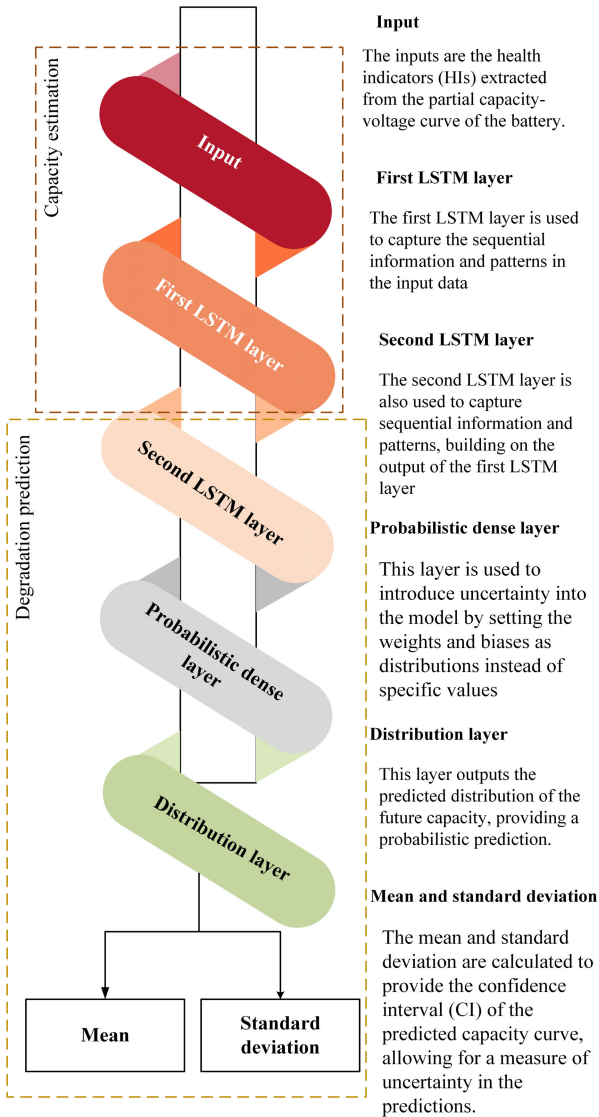 Capacity estimation
Input
First LSTM layer
Degradation prediction
Second LSTM layer
Probabilistic dense
layer
Distribution layer
Mean
Standard
deviation
Input
The inputs are the health
indicators (HIs) extracted
from the partial capacity-
voltage curve of the battery.
First LSTM layer
The first LSTM layer is used
to capture the sequential
information and patterns in
the input data
Second LSTM layer
The second LSTM layer is
also used to capture
sequential information and
patterns, building on the
output of the first LSTM
layer
Probabilistic dense layer
This layer is used to
introduce uncertainty into
the model by setting the
weights and biases as
distributions instead of
specific values
Distribution layer
This layer outputs the
predicted distribution of the
future capacity, providing a
probabilistic prediction.
Mean and standard deviation
The mean and standard
deviation are calculated to
provide the confidence
interval (CI) of the
predicted capacity curve,
allowing for a measure of
uncertainty in the
predictions.